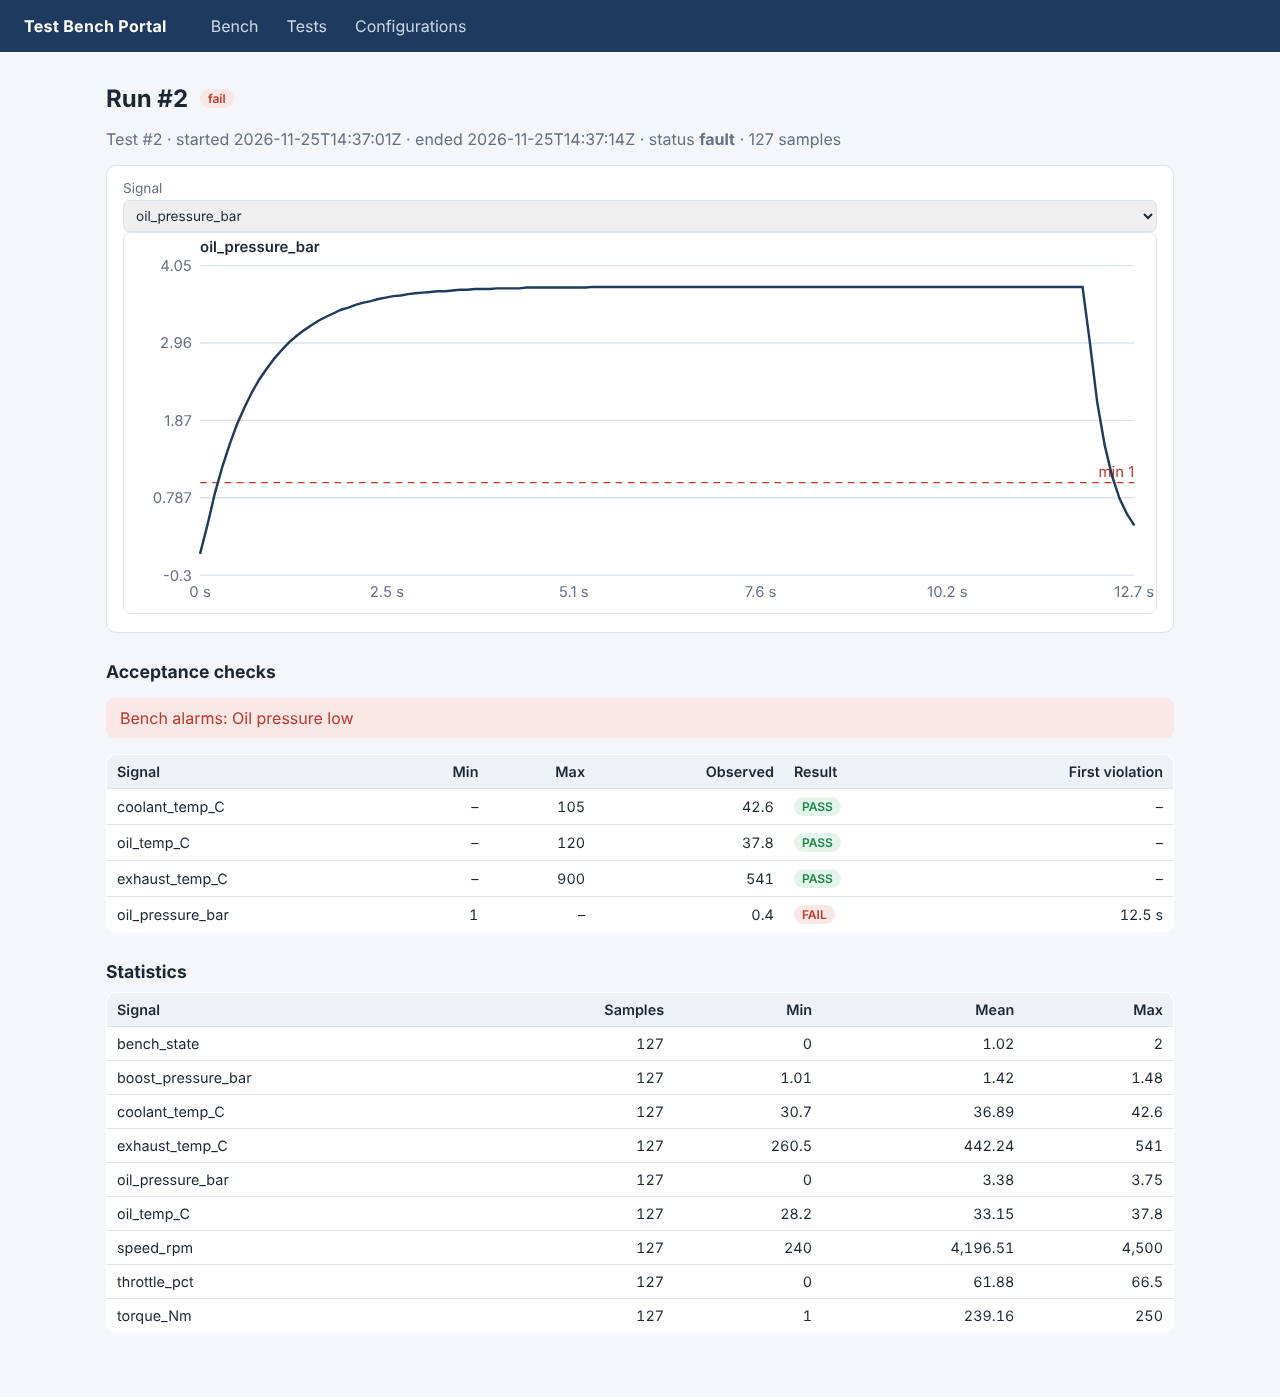 Test Bench Portal Bench Tests Configurations
Run #2 fail
Test #2 · started 2026-11-25T14:37:01Z · ended 2026-11-25T14:37:14Z · status fault · 127 samples
Signal
oil_pressure_bar
oil_pressure_bar
4.05
2.96
1.87
min 1
0.787
-0.3
0 s 2.5 s 5.1 s 7.6 s 10.2 s 12.7 s
Acceptance checks
Bench alarms: Oil pressure low
Signal Min Max Observed Result First violation
coolant_temp_C – 105 42.6 PASS –
oil_temp_C – 120 37.8 PASS –
exhaust_temp_C – 900 541 PASS –
oil_pressure_bar 1 – 0.4 FAIL 12.5 s
Statistics
Signal Samples Min Mean Max
bench_state 127 0 1.02 2
boost_pressure_bar 127 1.01 1.42 1.48
coolant_temp_C 127 30.7 36.89 42.6
exhaust_temp_C 127 260.5 442.24 541
oil_pressure_bar 127 0 3.38 3.75
oil_temp_C 127 28.2 33.15 37.8
speed_rpm 127 240 4,196.51 4,500
throttle_pct 127 0 61.88 66.5
torque_Nm 127 1 239.16 250